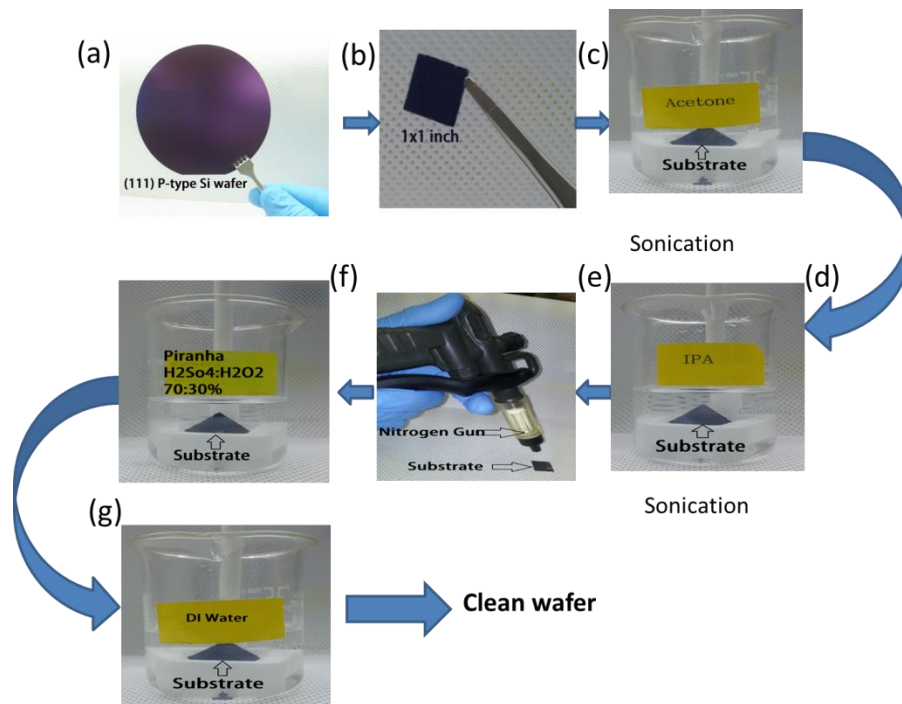 (a)
(111) P-type Si wafer
(b)
1x1 inch
(c)
Acetone
Substrate
Sonication
(d)
IPA
Substrate
Sonication
(e)
Nitrogen Gun
Substrate
(f)
Piranha
H2So4:H2O2
70:30%
Substrate
(g)
DI Water
Substrate
Clean wafer